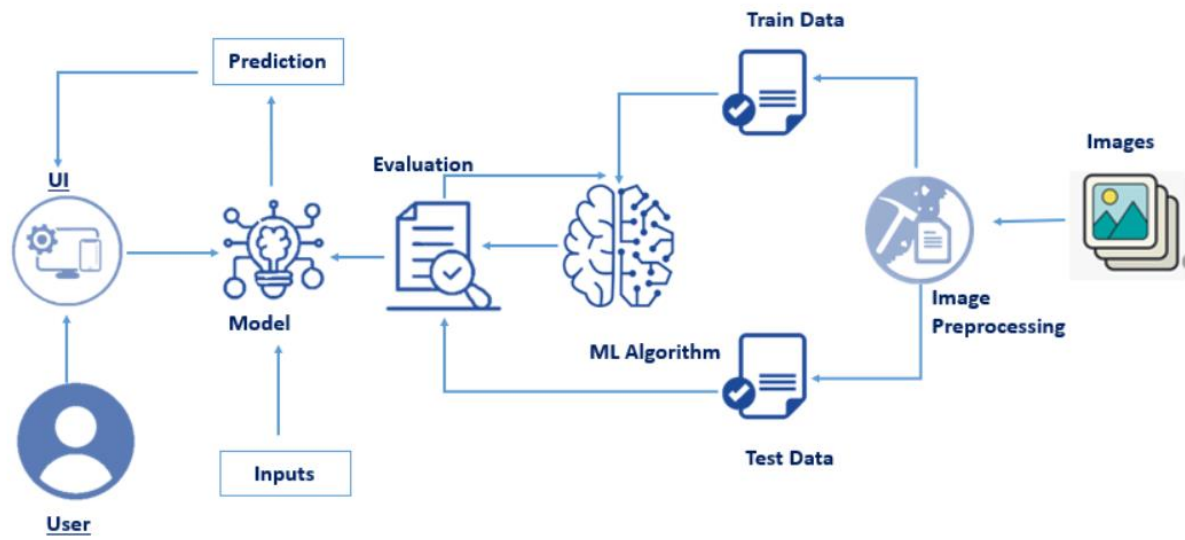 Train Data
Prediction
Images
Evaluation
UI
Image
Preprocessing
Model
ML Algorithm
Inputs
Test Data
User